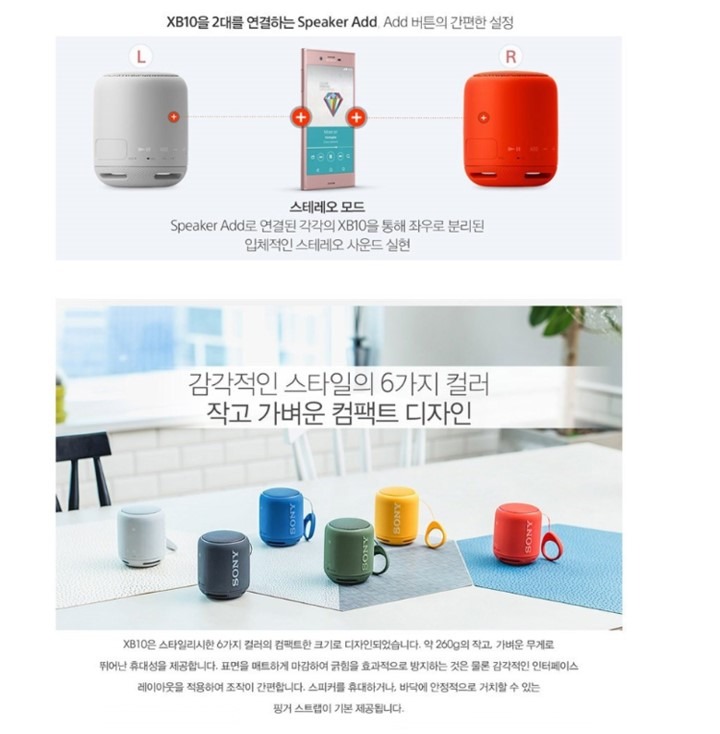 XB10을 2대를 연결하는 Speaker Add, Add 버튼의 간편한 설정
L
R
스테레오 모드
Speaker Add로 연결된 각각의 XB10을 통해 좌우로 분리된
입체적인 스테레오 사운드 실현
감각적인 스타일의 6가지 컬러
작고 가벼운 컴팩트 디자인
SONY
SONY
SONY
SONY
SONY
XB10은 스타일리시한 6가지 컬러의 컴팩트한 크기로 디자인되었습니다. 약 260g의 작고, 가벼운 무게로
뛰어난 휴대성을 제공합니다. 표면을 매트하게 마감하여 긁힘을 효과적으로 방지하는 것은 물론 감각적인 인터페이스
레이아웃을 적용하여 조작이 간편합니다. 스피커를 휴대하거나, 바닥에 안정적으로 거치할 수 있는
핑거 스트랩이 기본 제공됩니다.